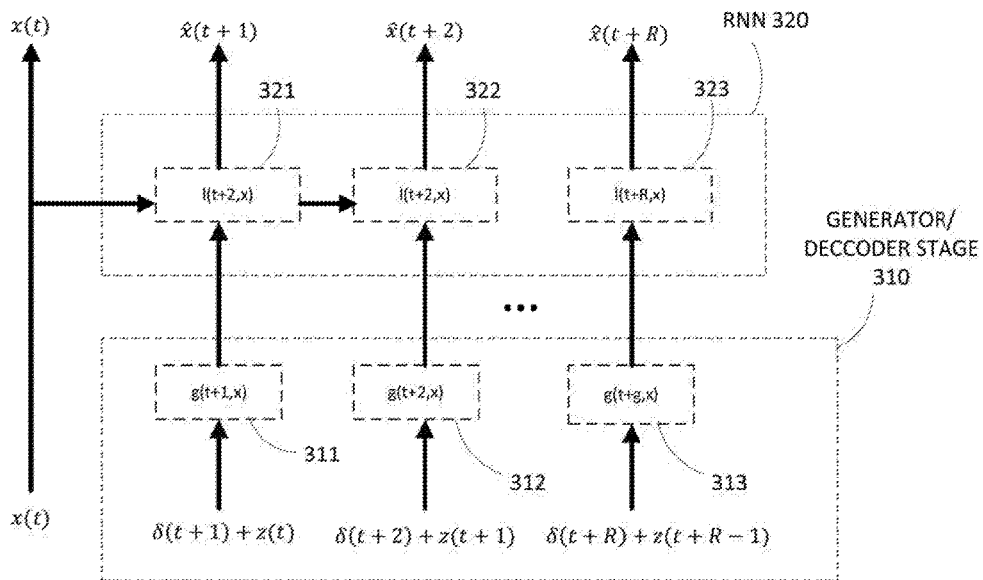 x(t)
x̂(t + 1)
x̂(t + 2)
x̂(t + R)
RNN 320
321
322
323
l(t+2,x)
l(t+2,x)
l(t+R,x)
GENERATOR/
DECCODER STAGE
310
...
g(t+1,x)
g(t+2,x)
g(t+g,x)
311
312
313
x(t)
δ(t + 1) + z(t)
δ(t + 2) + z(t + 1)
δ(t + R) + z(t + R − 1)